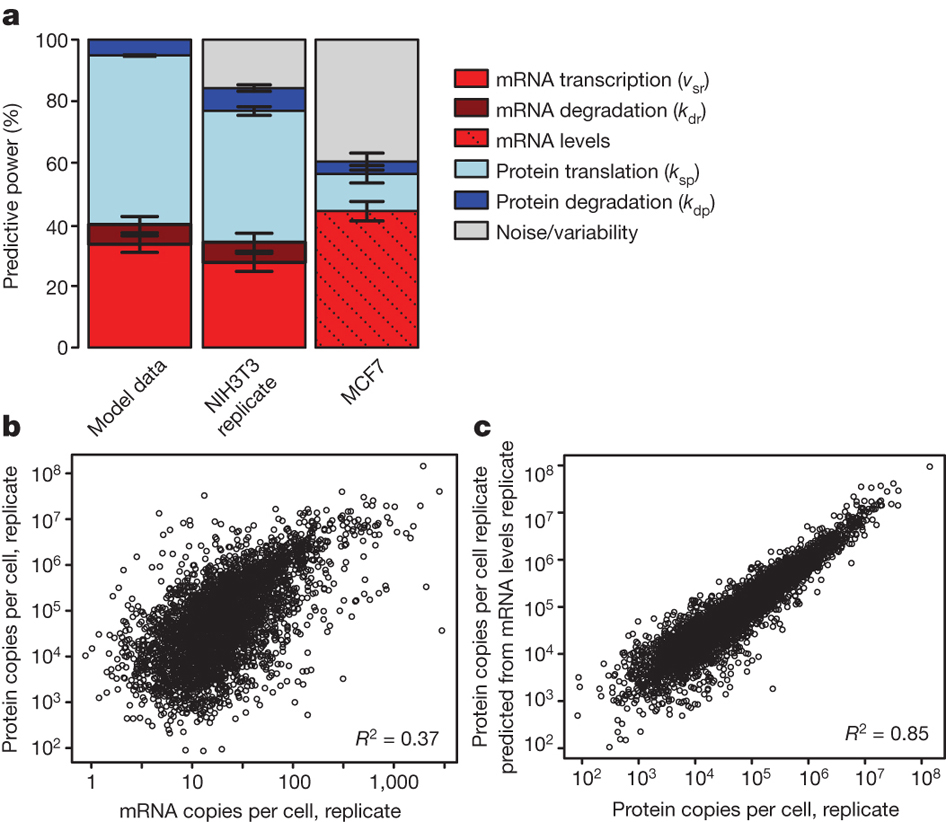 a
Predictive power (%)
100
80
60
40
20
0
Model data
NIH3T3
replicate
MCF7
mRNA transcription (vsr)
mRNA degradation (kdr)
mRNA levels
Protein translation (ksp)
Protein degradation (kdp)
Noise/variability
b
Protein copies per cell, replicate
10⁸
10⁷
10⁶
10⁵
10⁴
10³
10²
R² = 0.37
1
10
100
1,000
mRNA copies per cell, replicate
c
Protein copies per cell replicate
predicted from mRNA levels replicate
10⁸
10⁷
10⁶
10⁵
10⁴
10³
10²
R² = 0.85
10²
10³
10⁴
10⁵
10⁶
10⁷
10⁸
Protein copies per cell, replicate